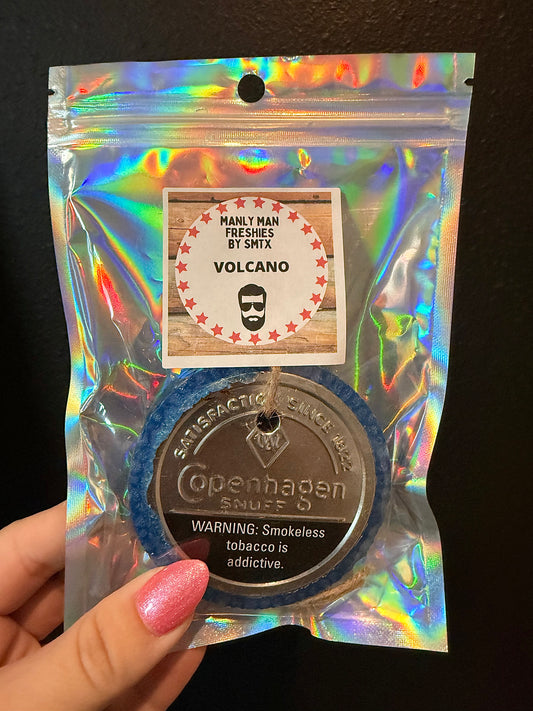 MANLY MAN
FRESHIES
BY SMTX
VOLCANO
SATISFACTION SINCE 1822
Copenhagen
SNUFF
WARNING: Smokeless
tobacco is
addictive.